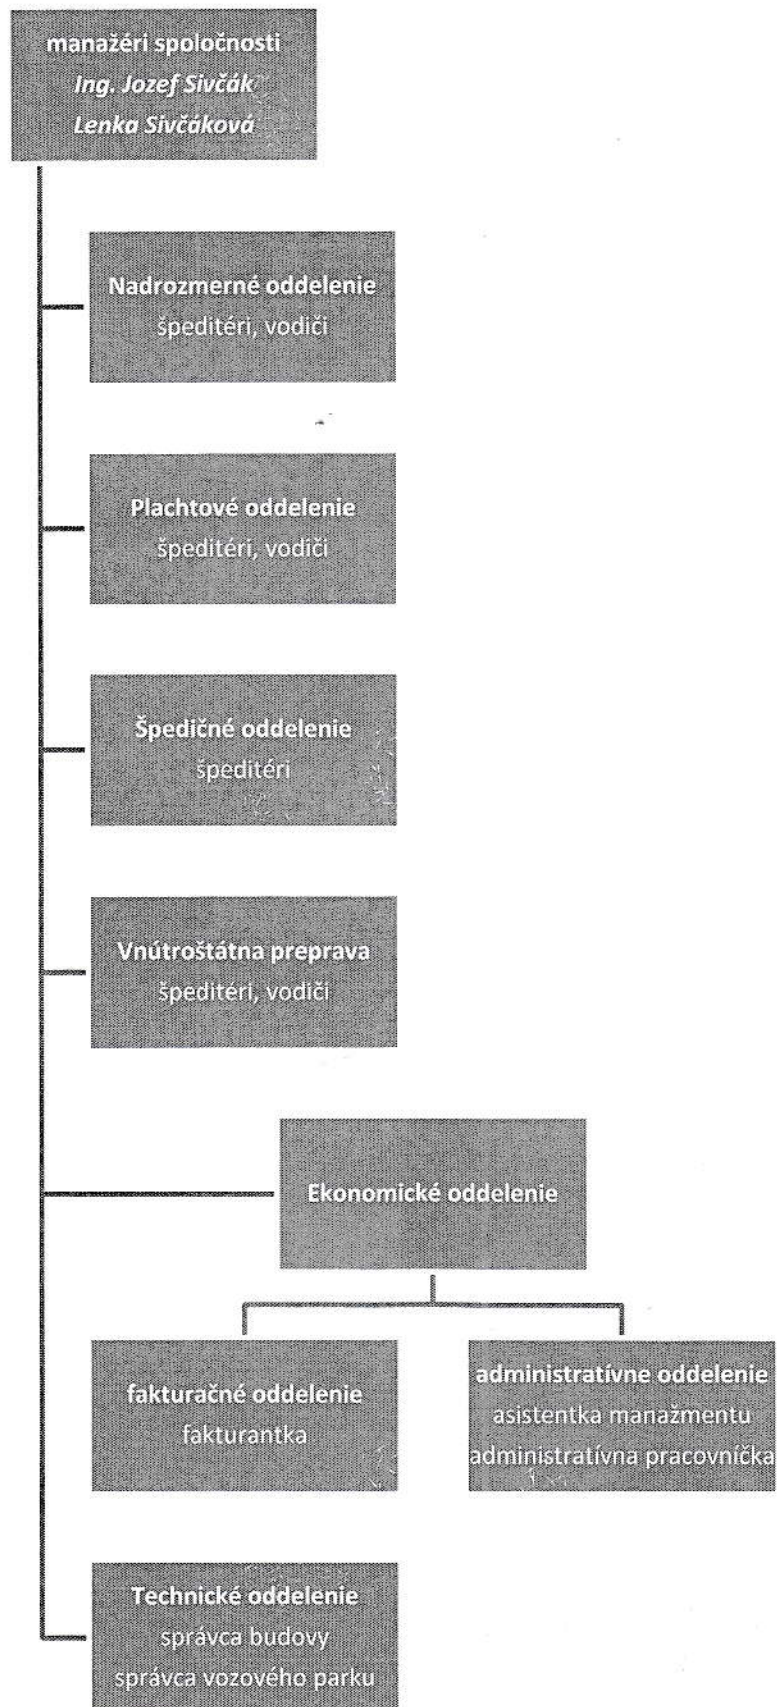 manažéri spoločnosti
Ing. Jozef Sivčák
Lenka Sivčáková
Nadrozmerné oddelenie
špeditéri, vodiči
Plachtové oddelenie
špeditéri, vodiči
Špedičné oddelenie
špeditéri
Vnútroštátna preprava
špeditéri, vodiči
Ekonomické oddelenie
fakturačné oddelenie
fakturantka
administratívne oddelenie
asistentka manažmentu
administratívna pracovníčka
Technické oddelenie
správca budovy
správca vozového parku